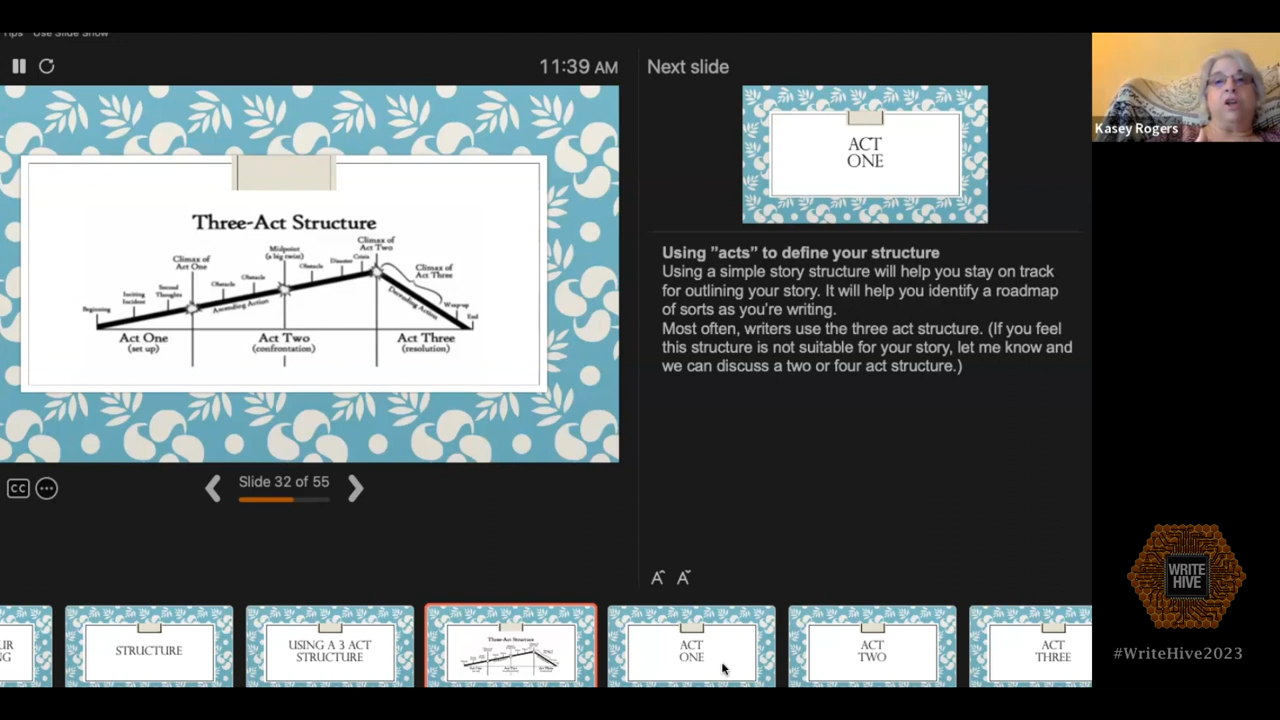 Tips Use Slide Show
11:39 AM
Next slide
Kasey Rogers
ACT
ONE
Three-Act Structure
Climax of
Act Two
Midpoint
(a big twist)
Climax of
Act One
Crisis
Disaster
Obstacle
Climax of
Act Three
Obstacle
Obstacle
Second
Thoughts
Inciting
Incident
Beginning
Ascending Action
Descending Action
Wrap-up
End
Act One
(set up)
Act Two
(confrontation)
Act Three
(resolution)
Using ”acts” to define your structure
Using a simple story structure will help you stay on track
for outlining your story. It will help you identify a roadmap
of sorts as you’re writing.
Most often, writers use the three act structure. (If you feel
this structure is not suitable for your story, let me know and
we can discuss a two or four act structure.)
CC
Slide 32 of 55
A A
WRITE
HIVE
#WriteHive2023
STRUCTURE
USING A 3 ACT
STRUCTURE
Three-Act Structure
ACT
ONE
ACT
TWO
ACT
THREE